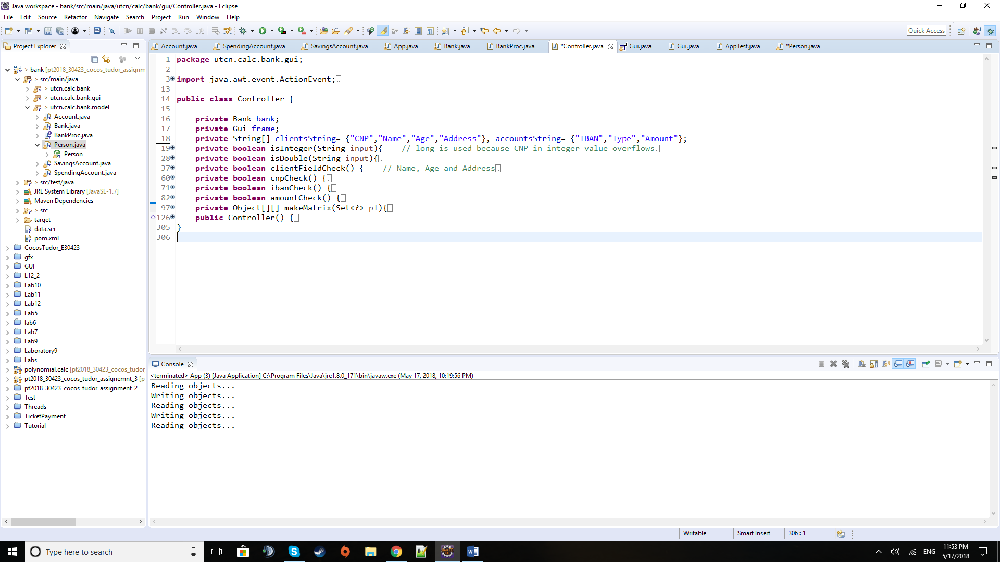 Java workspace - bank/src/main/java/utcn/calc/bank/gui/Controller.java - Eclipse
File Edit Source Refactor Navigate Search Project Run Window Help
Quick Access
Project Explorer
Account.java SpendingAccount.java SavingsAccount.java App.java Bank.java BankProc.java *Controller.java Gui.java Gui.java AppTest.java *Person.java
> bank [pt2018_30423_cocos_tudor_assignm
> src/main/java
> utcn.calc.bank
> utcn.calc.bank.gui
> utcn.calc.bank.model
Account.java
Bank.java
BankProc.java
Person.java
Person
SavingsAccount.java
SpendingAccount.java
> src/test/java
JRE System Library [JavaSE-1.7]
Maven Dependencies
> src
target
data.ser
pom.xml
CocosTudor_E30423
gfx
GUI
L12_2
Lab10
Lab11
Lab12
Lab5
lab6
Lab7
Lab9
Laboratory9
Labs
polynomial.calc [pt2018_30423_cocos_tudor
pt2018_30423_cocos_tudor_assignemnt_3 [p
pt2018_30423_cocos_tudor_assignment_2
Test
Threads
TicketPayment
Tutorial
1 package utcn.calc.bank.gui;
2
3 import java.awt.event.ActionEvent;
13
14 public class Controller {
15
16 private Bank bank;
17 private Gui frame;
18 private String[] clientsString= {"CNP","Name","Age","Address"}, accountsString= {"IBAN","Type","Amount"};
19 private boolean isInteger(String input){ // long is used because CNP in integer value overflows
28 private boolean isDouble(String input){
37 private boolean clientFieldCheck() { // Name, Age and Address
60 private boolean cnpCheck() {
71 private boolean ibanCheck() {
82 private boolean amountCheck() {
97 private Object[][] makeMatrix(Set<?> pl){
126 public Controller() {
305 }
306
Console
<terminated> App (3) [Java Application] C:\Program Files\Java\jre1.8.0_171\bin\javaw.exe (May 17, 2018, 10:19:56 PM)
Reading objects...
Writing objects...
Reading objects...
Writing objects...
Reading objects...
Writable Smart Insert 306 : 1
Type here to search
ENG
11:53 PM
5/17/2018